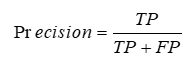 Pr ecision = TP / TP + FP